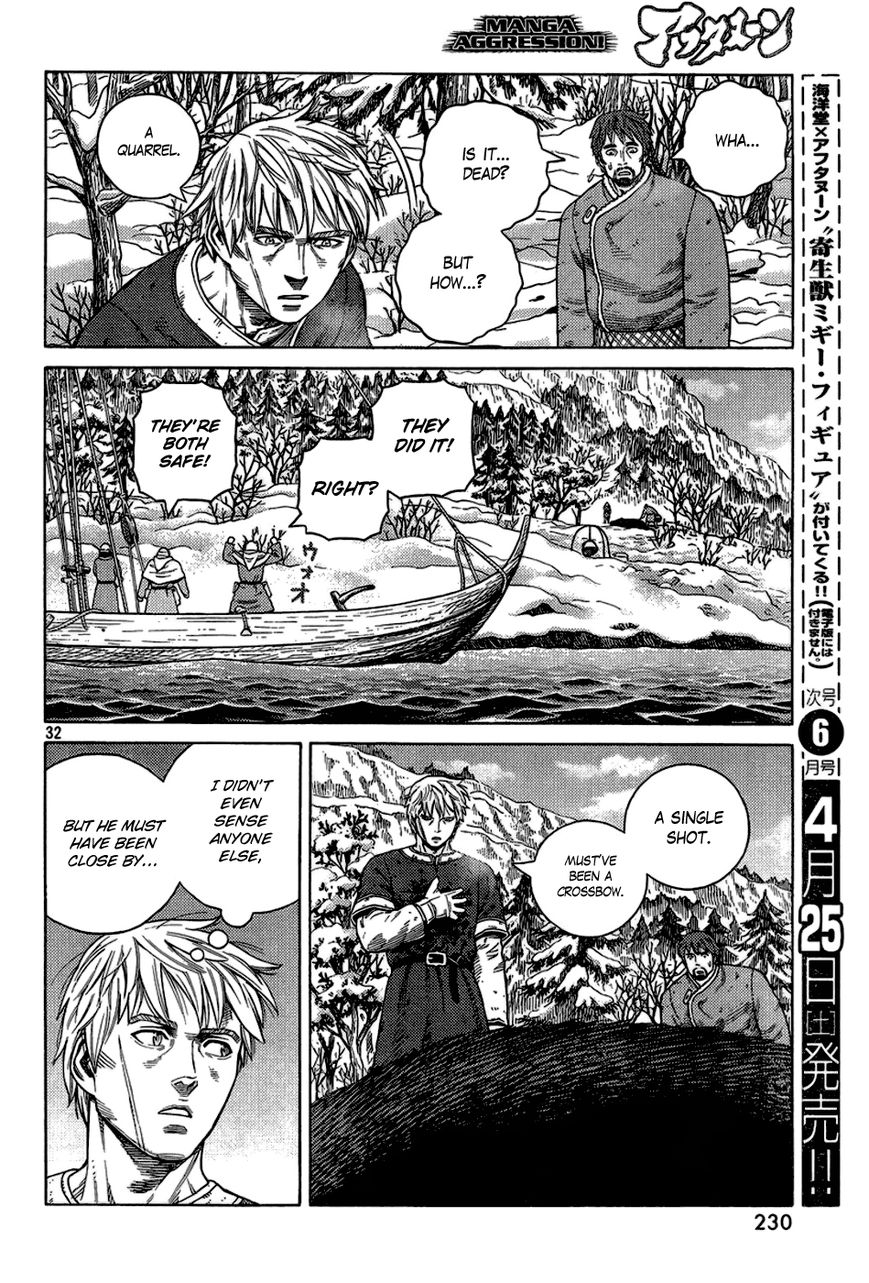 MANGA
AGGRESSION!
アフタヌーン
WHA...
IS IT...
DEAD?
BUT
HOW...?
A
QUARREL.
THEY
DID IT!
RIGHT?
THEY'RE
BOTH
SAFE!
ウォオ
32
A SINGLE
SHOT.
MUST'VE
BEEN A
CROSSBOW.
I DIDN'T
EVEN
SENSE
ANYONE
ELSE,
BUT HE MUST
HAVE BEEN
CLOSE BY...
海洋堂×アフタヌーン〝寄生獣ミギー・フィギュア〟が付いてくる!!(電子版には
付きません。)
次号
6
月号
4月25日土発売!!
230